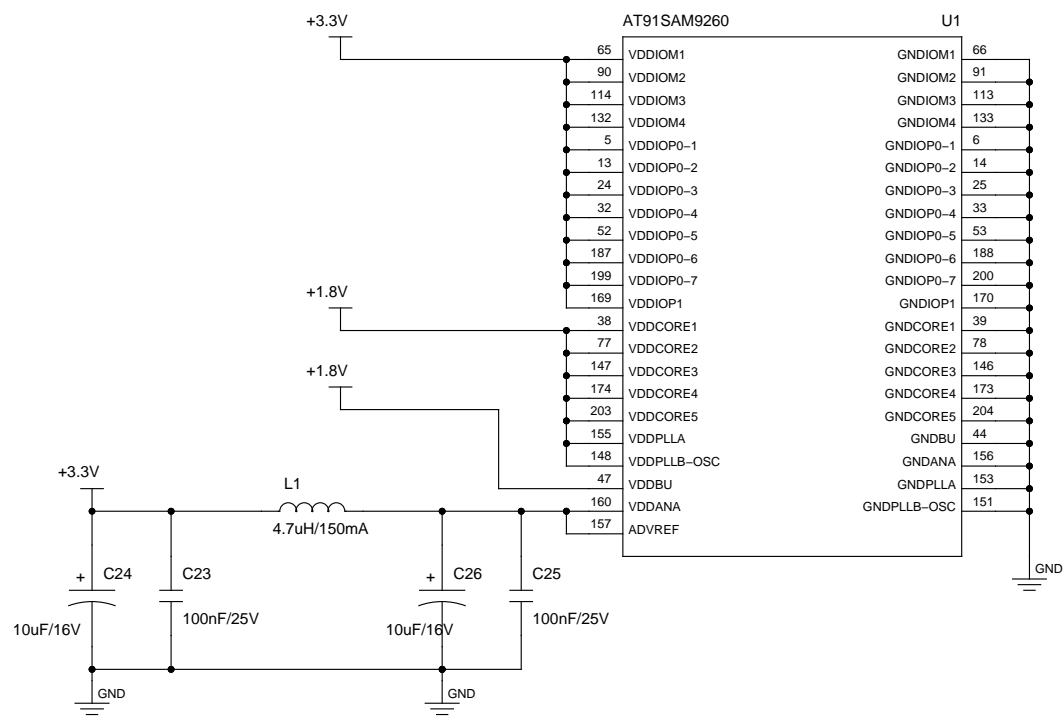 +3.3V
AT91SAM9260 U1
65 VDDIOM1 GNDIOM1 66
90 VDDIOM2 GNDIOM2 91
114 VDDIOM3 GNDIOM3 113
132 VDDIOM4 GNDIOM4 133
5 VDDIOP0-1 GNDIOP0-1 6
13 VDDIOP0-2 GNDIOP0-2 14
24 VDDIOP0-3 GNDIOP0-3 25
32 VDDIOP0-4 GNDIOP0-4 33
52 VDDIOP0-5 GNDIOP0-5 53
187 VDDIOP0-6 GNDIOP0-6 188
199 VDDIOP0-7 GNDIOP0-7 200
+1.8V
169 VDDIOP1 GNDIOP1 170
38 VDDCORE1 GNDCORE1 39
77 VDDCORE2 GNDCORE2 78
+1.8V
147 VDDCORE3 GNDCORE3 146
174 VDDCORE4 GNDCORE4 173
203 VDDCORE5 GNDCORE5 204
155 VDDPLLA GNDBU 44
148 VDDPLLB-OSC GNDANA 156
+3.3V
47 VDDBU GNDPLLA 153
160 VDDANA GNDPLLB-OSC 151
157 ADVREF
L1
4.7uH/150mA
GND
+ C24
C23
+ C26
C25
10uF/16V
100nF/25V
10uF/16V
100nF/25V
GND
GND